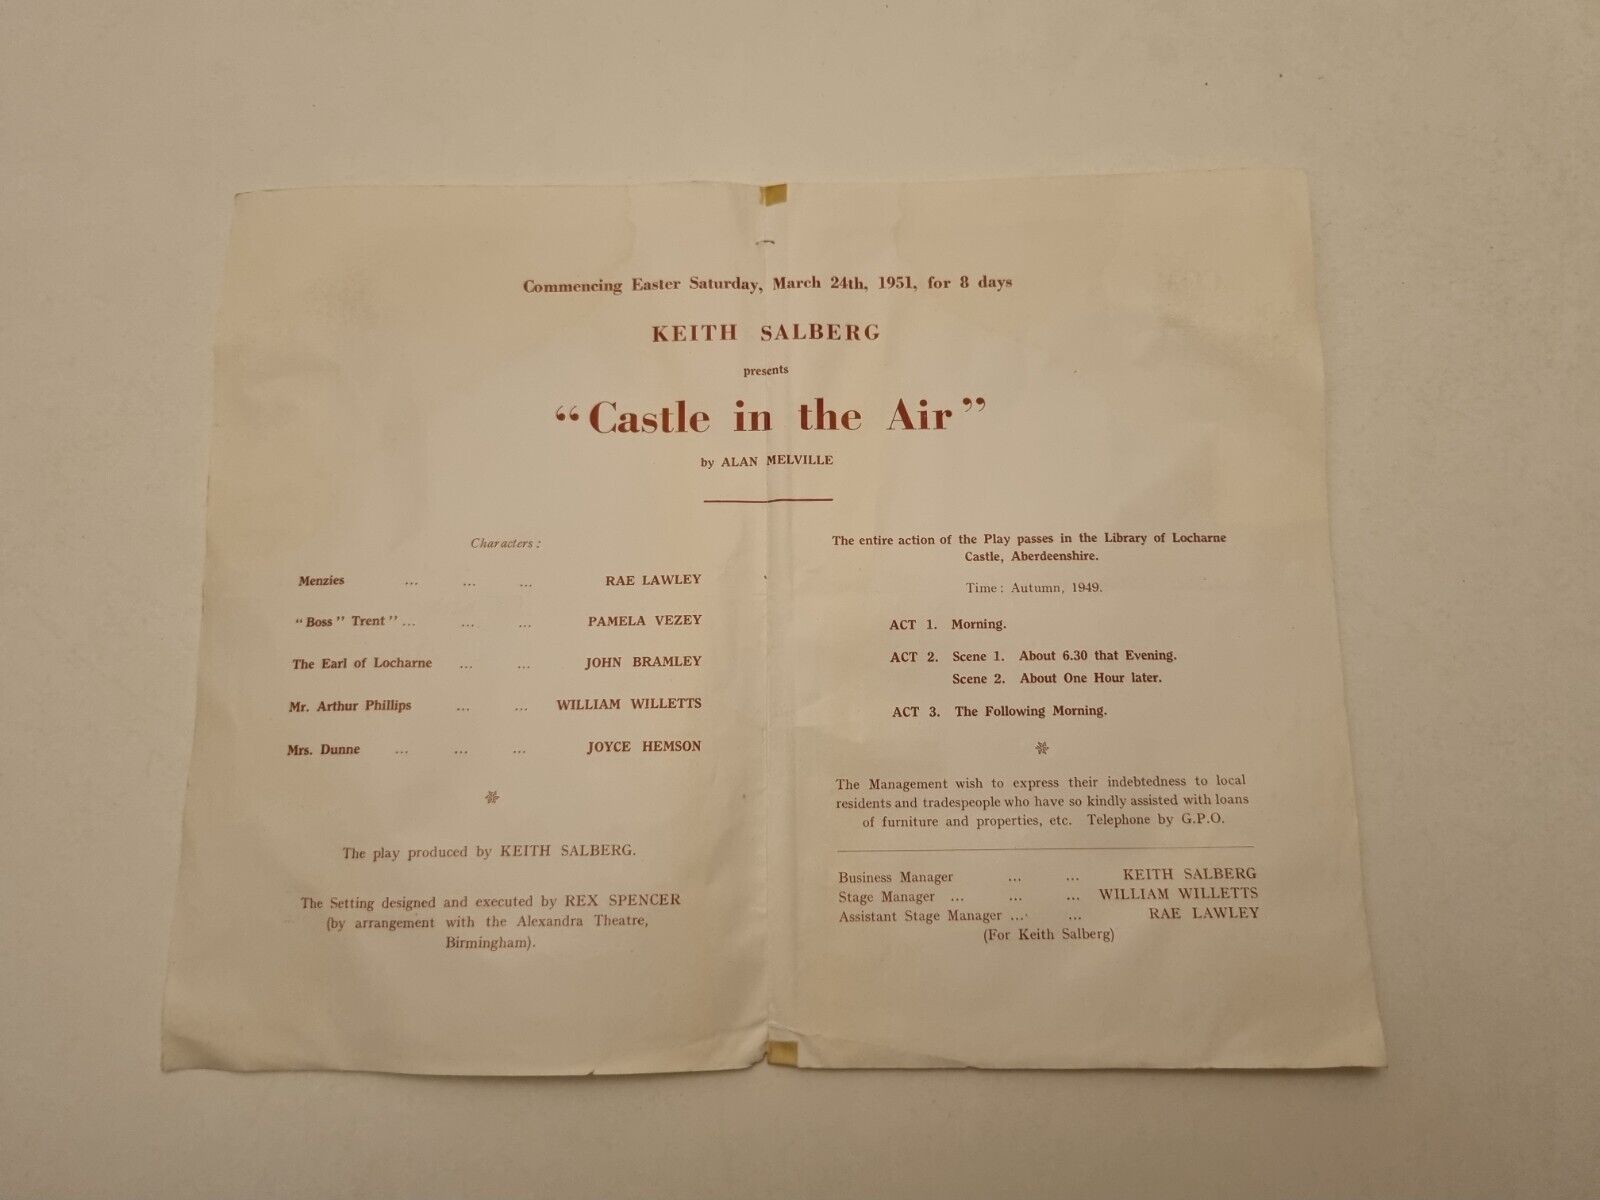 Commencing Easter Saturday, March 24th, 1951, for 8 days
KEITH SALBERG
presents
“Castle in the Air”
by ALAN MELVILLE
Characters :
Menzies ... ... ... RAE LAWLEY
“Boss” Trent” ... ... ... PAMELA VEZEY
The Earl of Locharne ... ... JOHN BRAMLEY
Mr. Arthur Phillips ... ... WILLIAM WILLETTS
Mrs. Dunne ... ... ... JOYCE HEMSON
The play produced by KEITH SALBERG.
The Setting designed and executed by REX SPENCER
(by arrangement with the Alexandra Theatre,
Birmingham).
The entire action of the Play passes in the Library of Locharne
Castle, Aberdeenshire.
Time : Autumn, 1949.
ACT 1. Morning.
ACT 2. Scene 1. About 6.30 that Evening.
Scene 2. About One Hour later.
ACT 3. The Following Morning.
The Management wish to express their indebtedness to local
residents and tradespeople who have so kindly assisted with loans
of furniture and properties, etc. Telephone by G.P.O.
Business Manager ... ... KEITH SALBERG
Stage Manager ... ... ... WILLIAM WILLETTS
Assistant Stage Manager ... ... RAE LAWLEY
(For Keith Salberg)